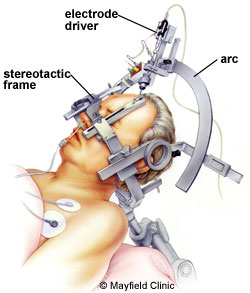 electrode
driver
arc
stereotactic
frame
© Mayfield Clinic